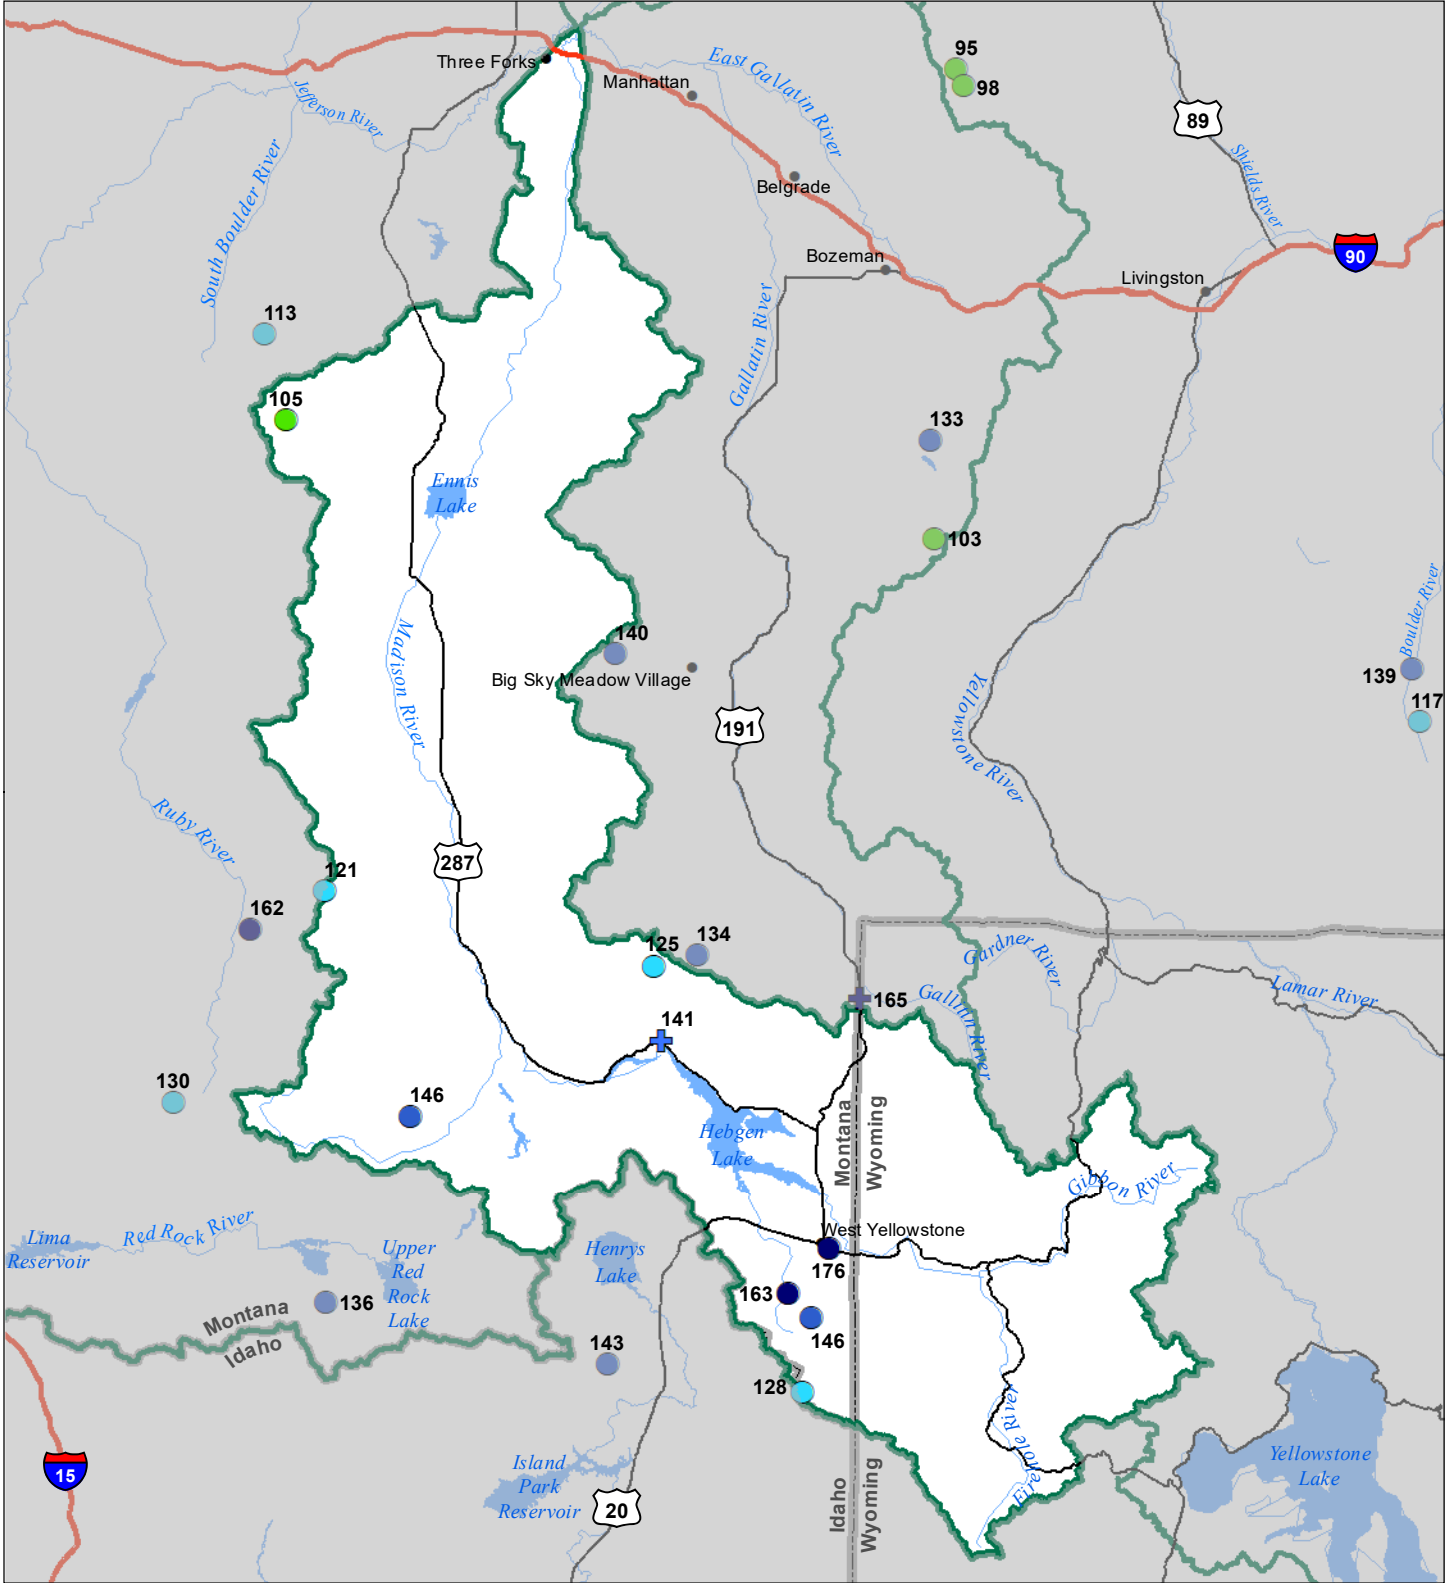 Three Forks
Manhattan
East Gallatin River
95
98
89
Jefferson River
South Boulder River
Belgrade
Shields River
Bozeman
Livingston
90
113
Gallatin River
105
133
Ennis
Lake
103
Madison River
140
Big Sky Meadow Village
Boulder River
139
117
191
Yellowstone River
Ruby River
287
121
162
125
134
Gardner River
165
Gallatin River
Lamar River
141
130
146
Hebgen
Lake
Montana
Wyoming
Gibbon River
Lima
Reservoir
Red Rock River
Upper
Red
Rock
Lake
Henrys
Lake
West Yellowstone
176
163
146
136
Montana
Idaho
143
128
Firehole River
15
Island
Park
Reservoir
20
Idaho
Wyoming
Yellowstone
Lake